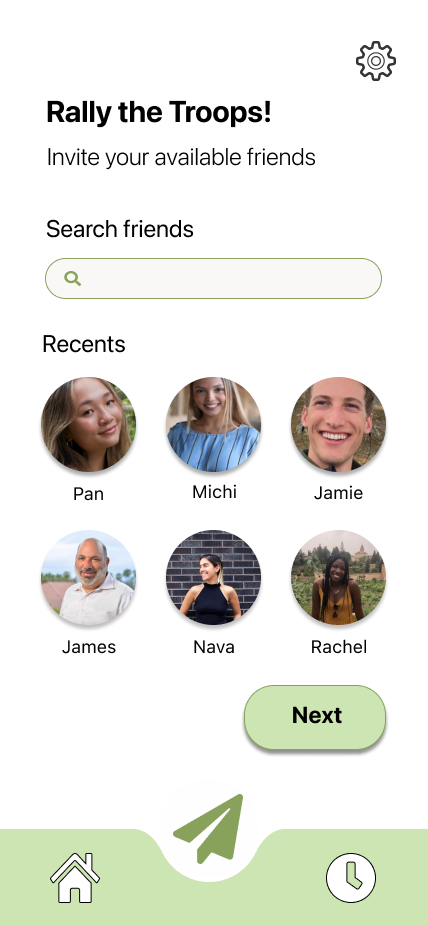 Rally the Troops!
Invite your available friends
Search friends
Recents
Pan
Michi
Jamie
James
Nava
Rachel
Next